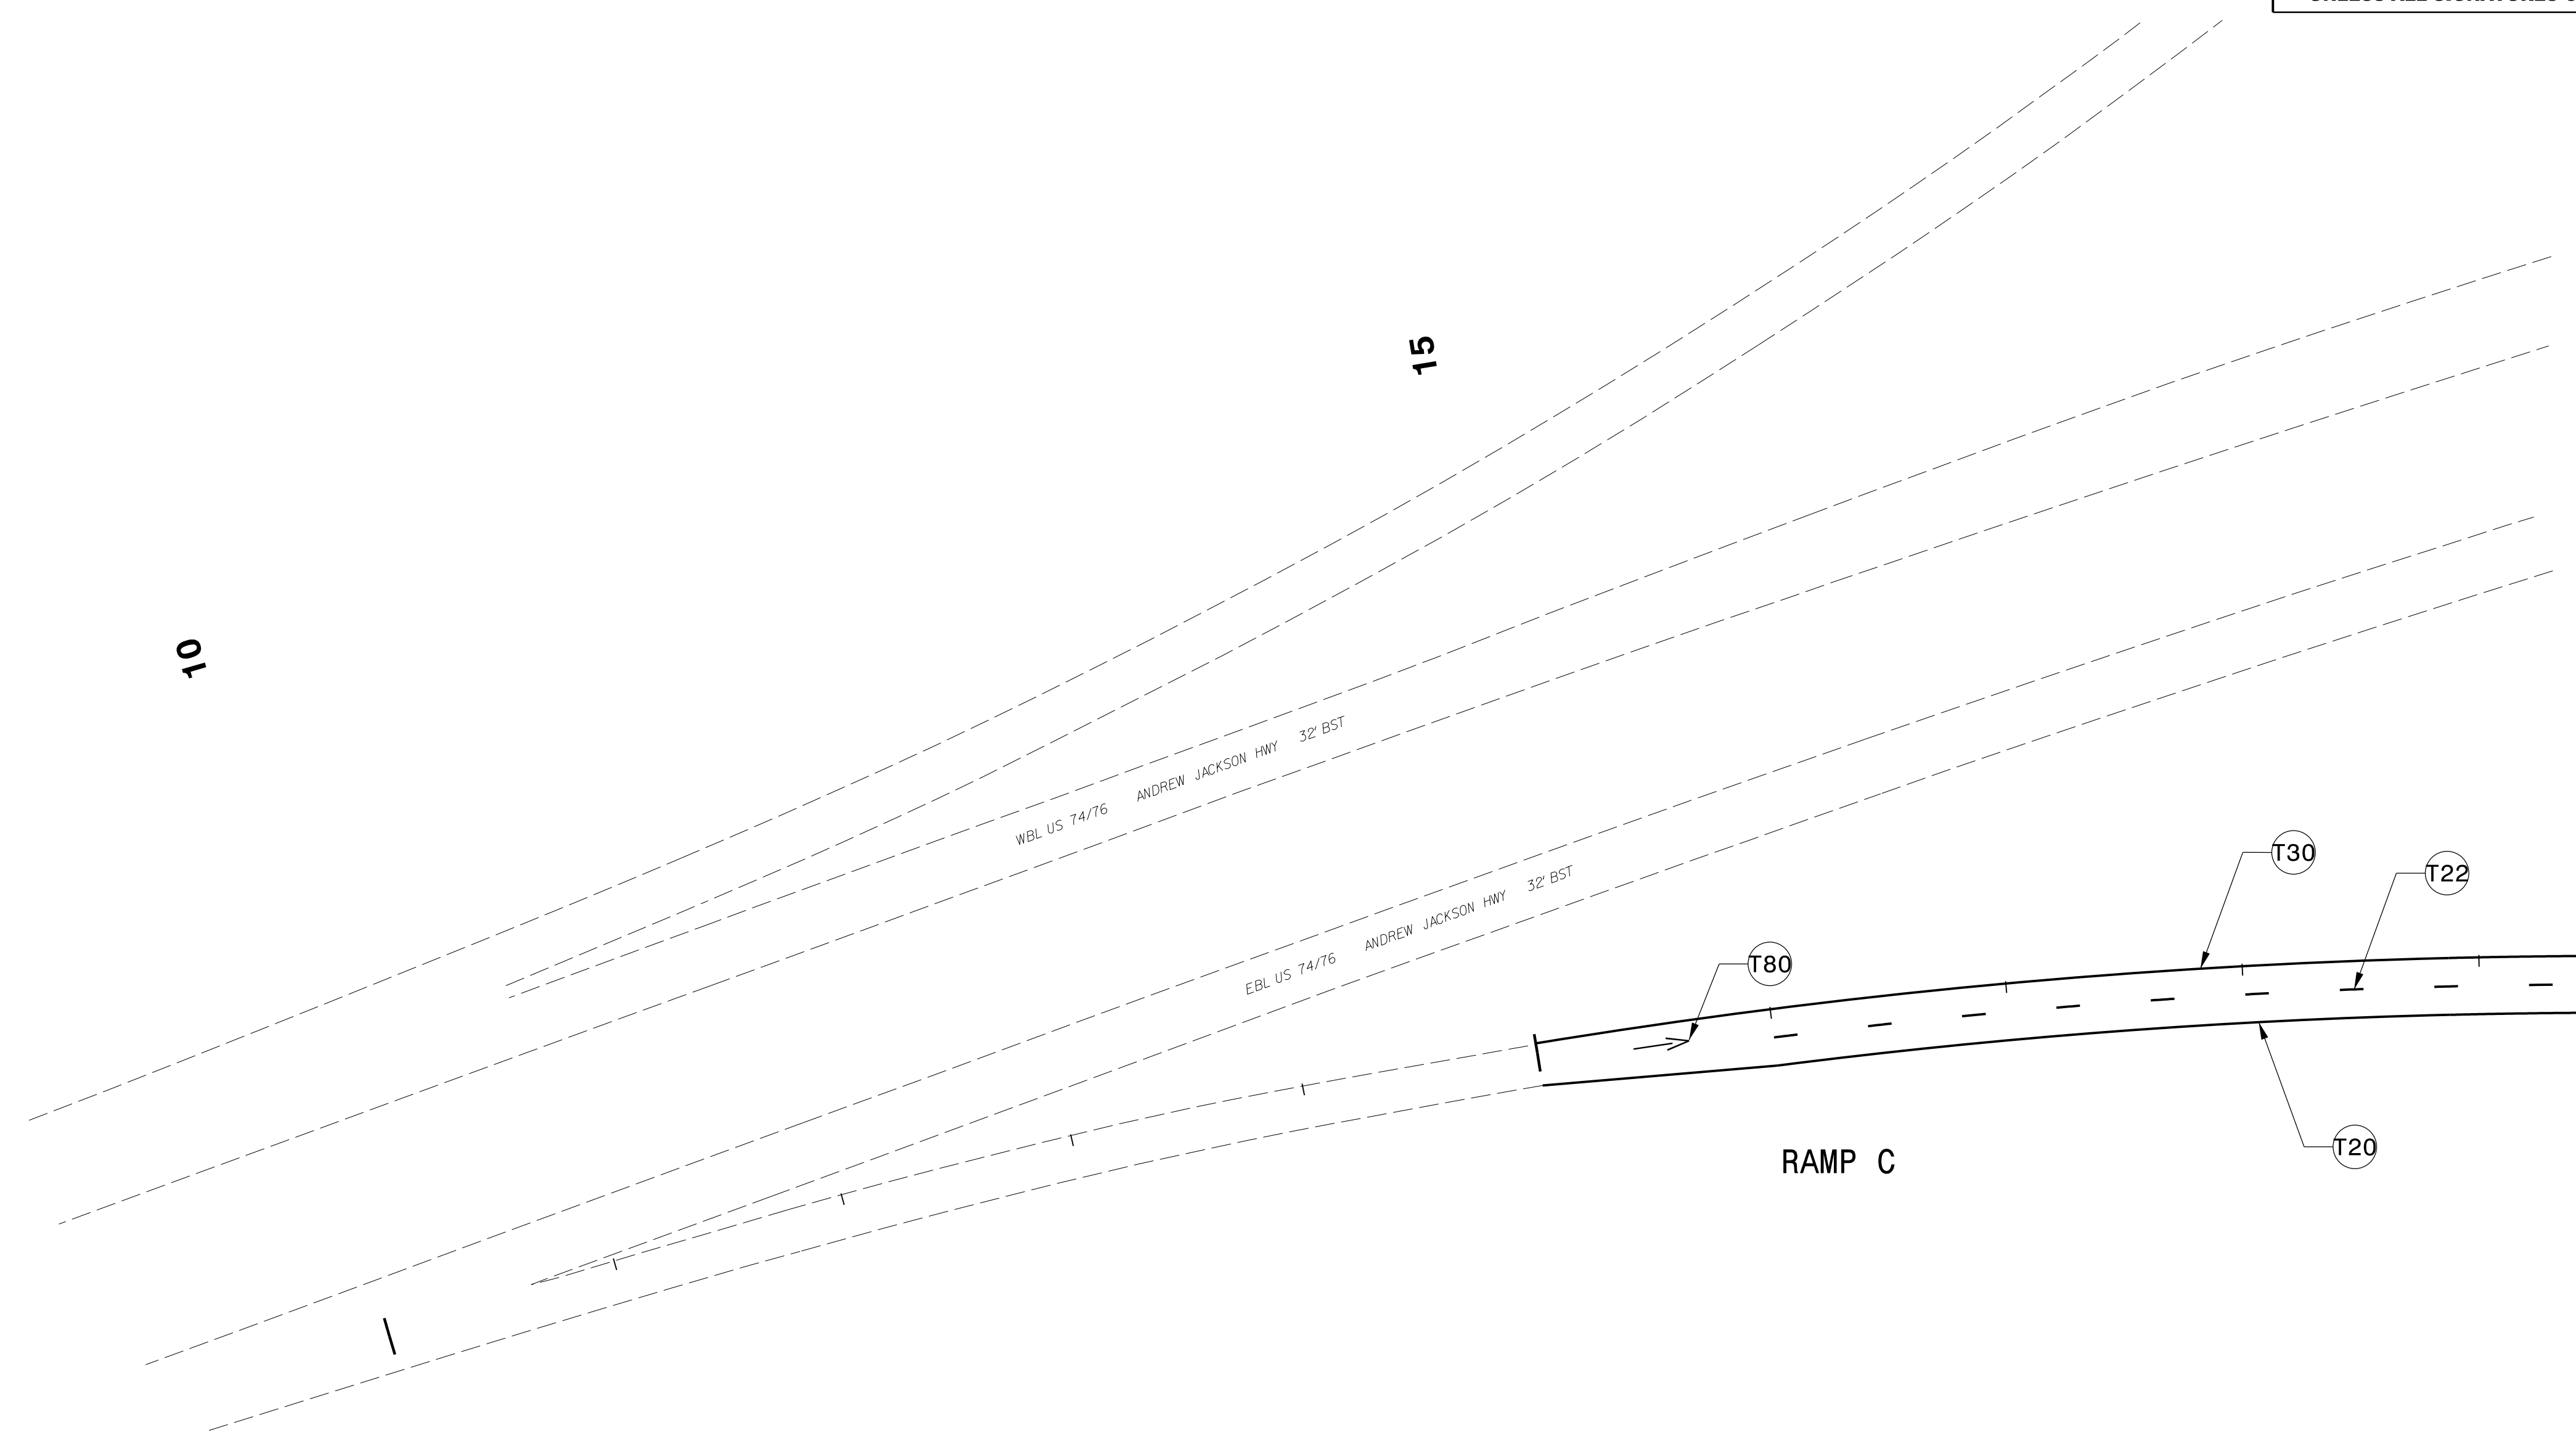 15
10
WBL US 74/76 ANDREW JACKSON HWY 32' BST
EBL US 74/76 ANDREW JACKSON HWY 32' BST
T30
T22
T80
T20
RAMP C